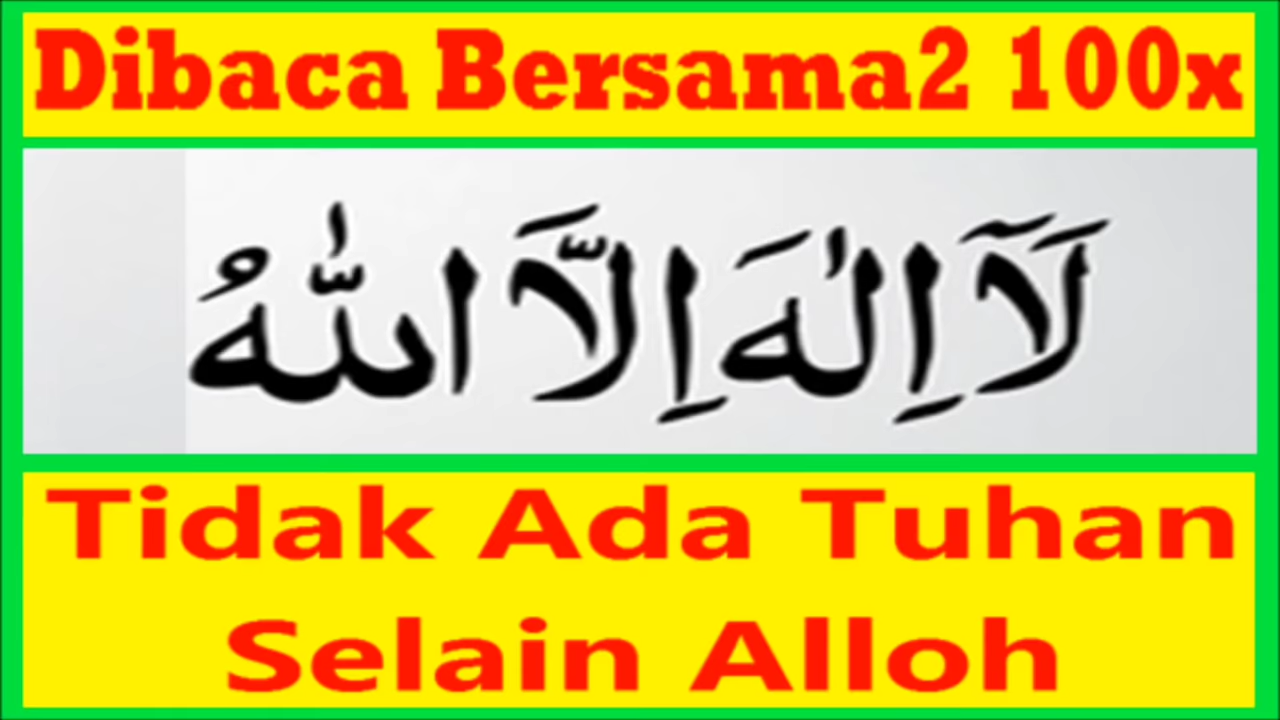 Dibaca Bersama2 100x
لَآ اِلٰهَ اِلَّا اللّٰهُ
Tidak Ada Tuhan
Selain Alloh